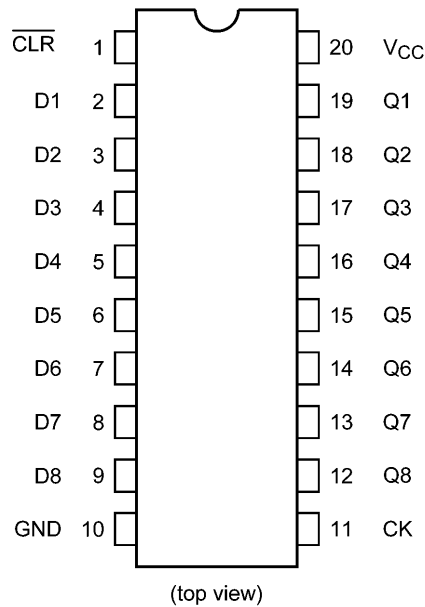 C̅L̅R̅ 1 20 VCC
D1 2 19 Q1
D2 3 18 Q2
D3 4 17 Q3
D4 5 16 Q4
D5 6 15 Q5
D6 7 14 Q6
D7 8 13 Q7
D8 9 12 Q8
GND 10 11 CK
(top view)